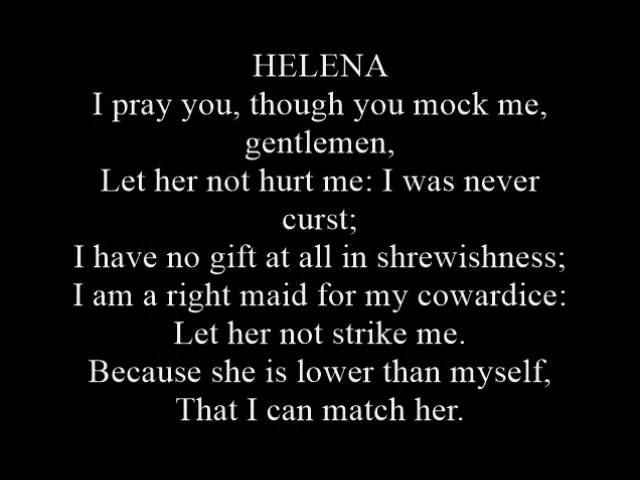 HELENA
I pray you, though you mock me,
gentlemen,
Let her not hurt me: I was never
curst;
I have no gift at all in shrewishness;
I am a right maid for my cowardice:
Let her not strike me.
Because she is lower than myself,
That I can match her.